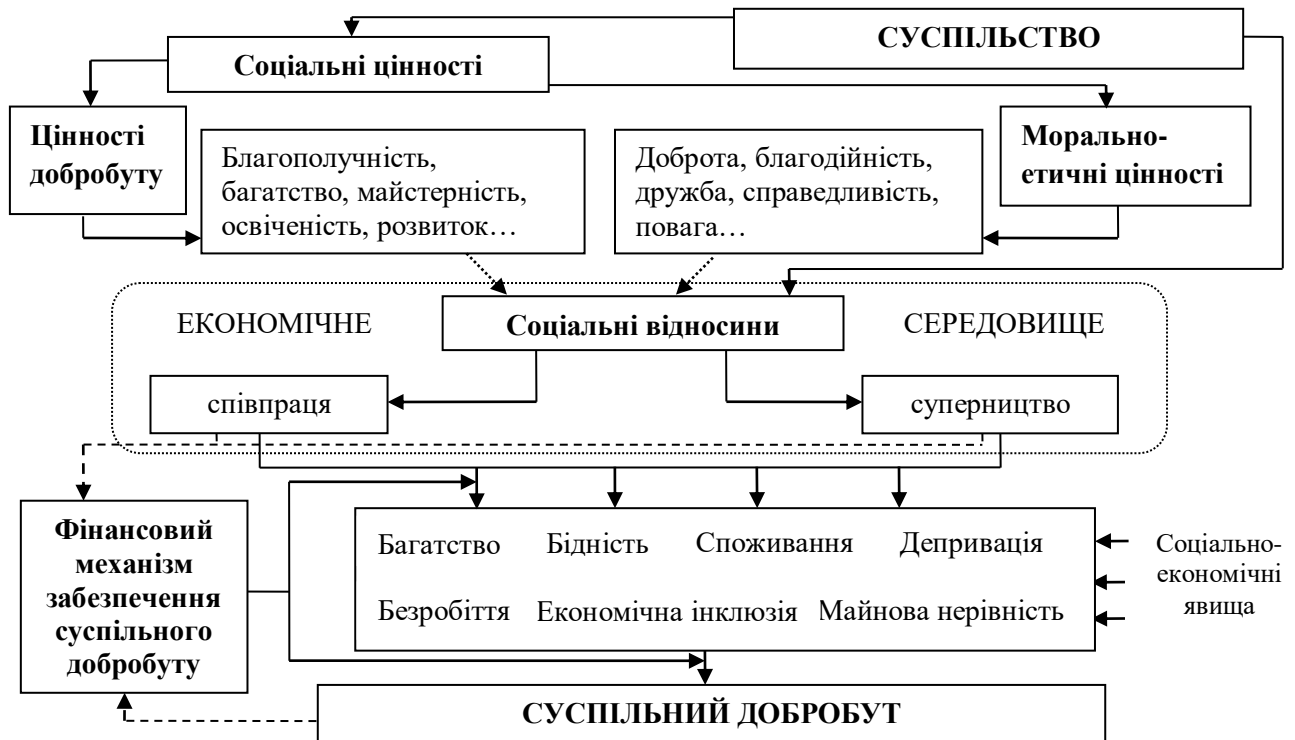 СУСПІЛЬСТВО
Соціальні цінності
Цінності
добробуту
Благополучність,
багатство, майстерність,
освіченість, розвиток…
Доброта, благодійність,
дружба, справедливість,
повага…
Морально-
етичні цінності
ЕКОНОМІЧНЕ
Соціальні відносини
СЕРЕДОВИЩЕ
співпраця
суперництво
Фінансовий
механізм
забезпечення
суспільного
добробуту
Багатство
Бідність
Споживання
Депривація
Безробіття
Економічна інклюзія
Майнова нерівність
Соціально-
економічні
явища
СУСПІЛЬНИЙ ДОБРОБУТ